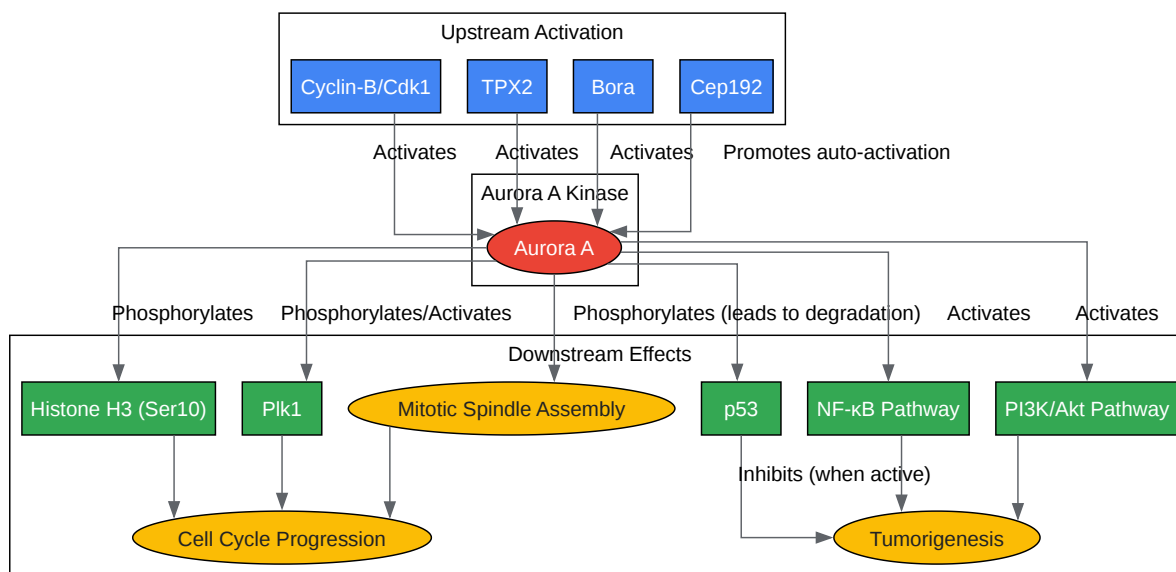 Upstream Activation
Cyclin-B/Cdk1
TPX2
Bora
Cep192
Activates
Activates
Activates
Promotes auto-activation
Aurora A Kinase
Aurora A
Phosphorylates
Phosphorylates/Activates
Phosphorylates (leads to degradation)
Activates
Activates
Downstream Effects
Histone H3 (Ser10)
Plk1
Mitotic Spindle Assembly
p53
NF-κB Pathway
PI3K/Akt Pathway
Inhibits (when active)
Cell Cycle Progression
Tumorigenesis